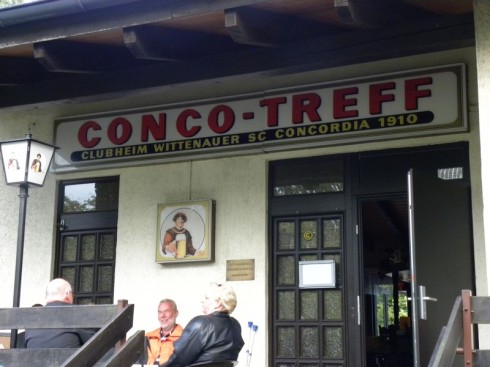 CONCO-TREFF
CLUBHEIM WITTENAUER SC CONCORDIA 1910